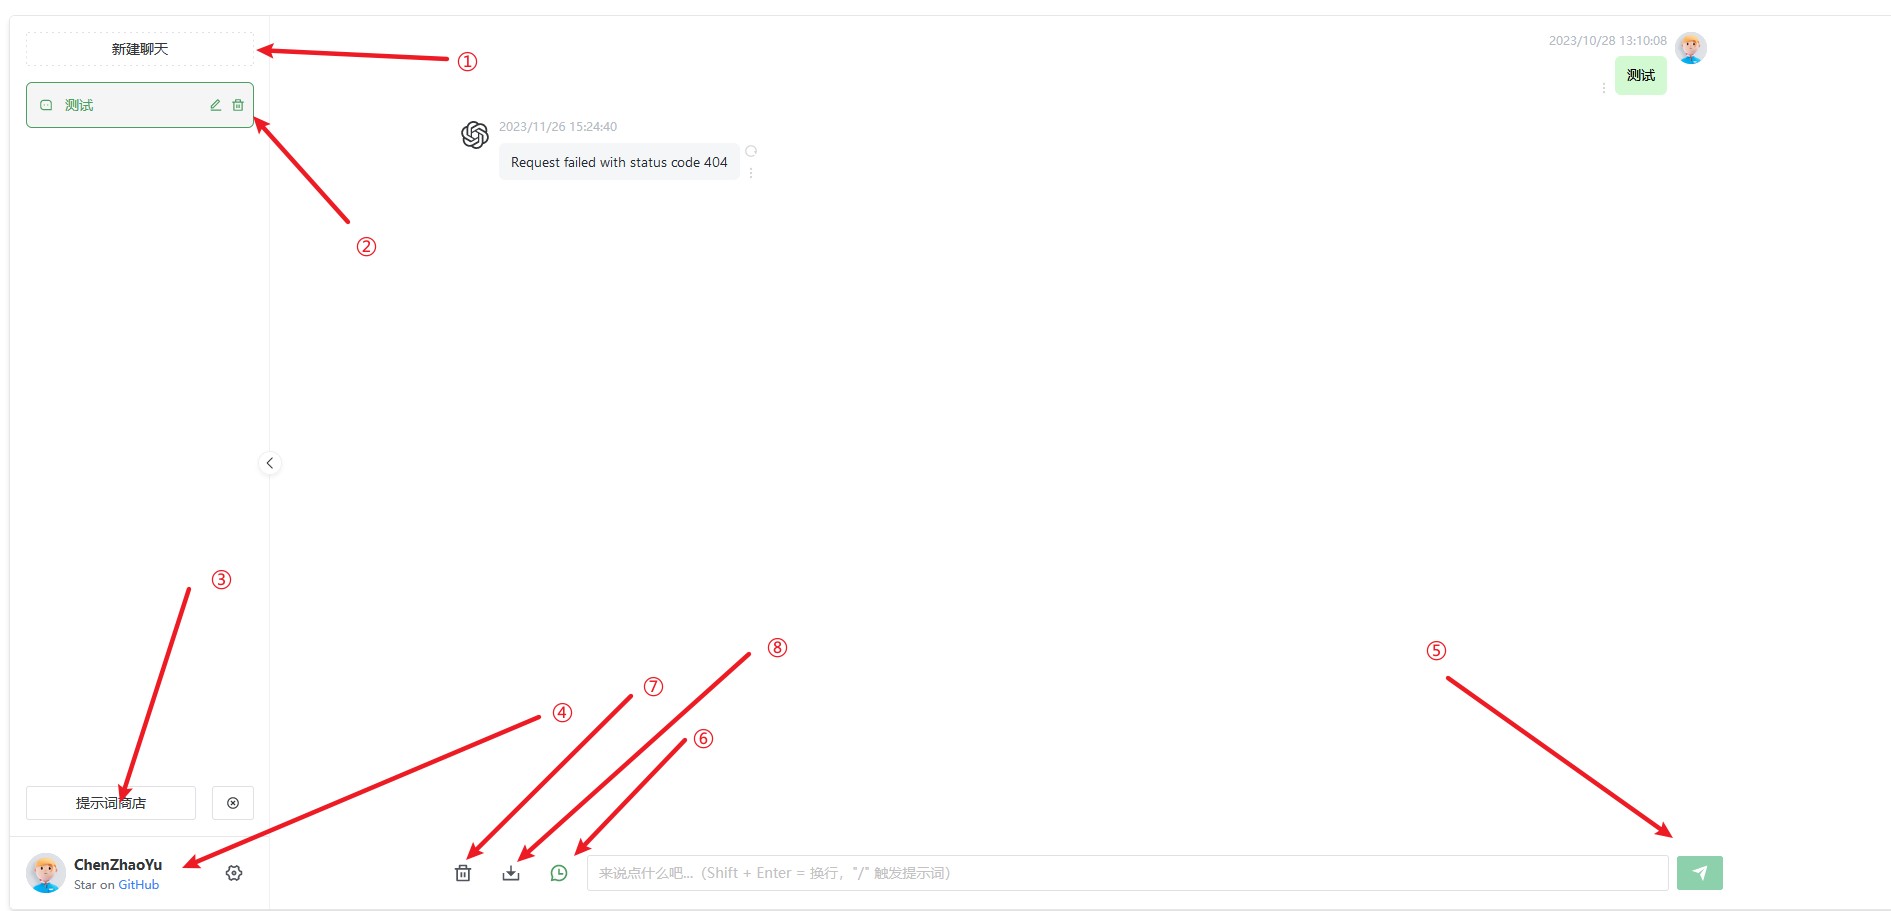 新建聊天
①
测试
②
2023/10/28 13:10:08
测试
2023/11/26 15:24:40
Request failed with status code 404
③
⑧
⑤
⑦
④
⑥
提示词商店
ChenZhaoYu
Star on GitHub
来说点什么吧...（Shift + Enter = 换行，"/" 触发提示词）